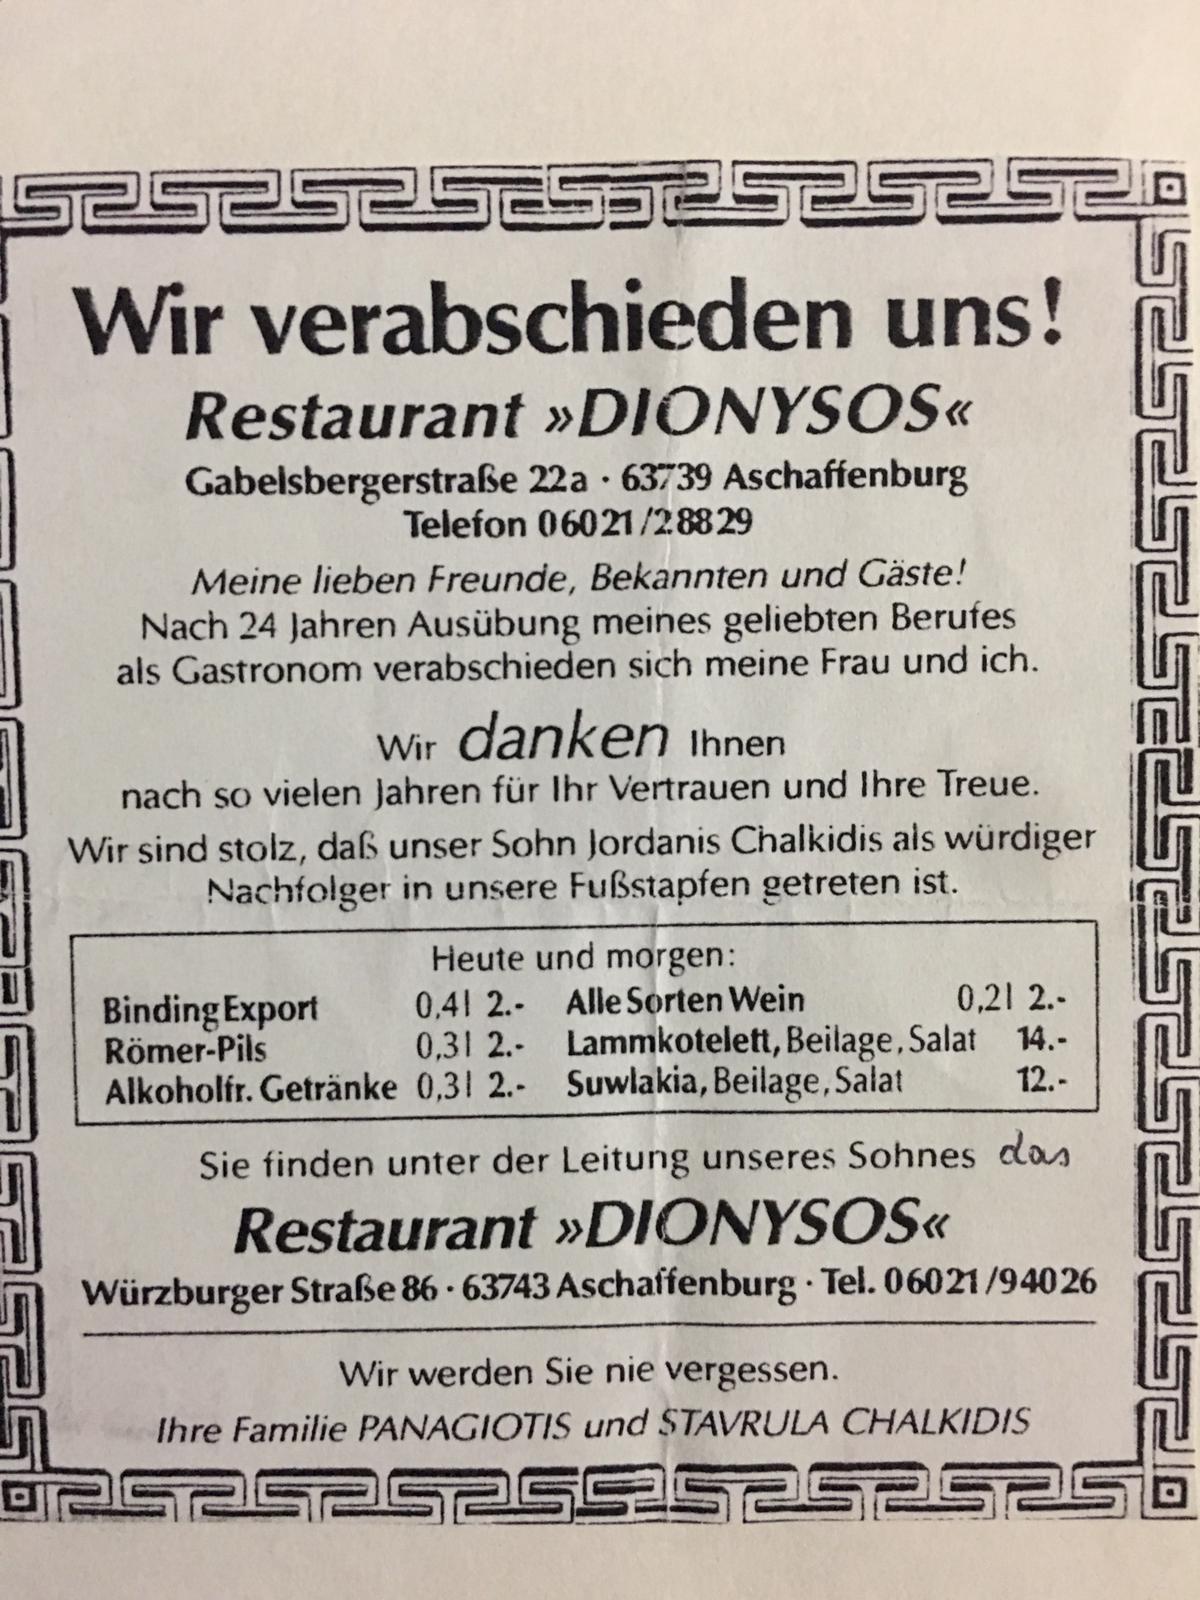 Wir verabschieden uns!
Restaurant »DIONYSOS«
Gabelsbergerstraße 22a · 63739 Aschaffenburg
Telefon 06021/28829
Meine lieben Freunde, Bekannten und Gäste!
Nach 24 Jahren Ausübung meines geliebten Berufes
als Gastronom verabschieden sich meine Frau und ich.
Wir danken Ihnen
nach so vielen Jahren für Ihr Vertrauen und Ihre Treue.
Wir sind stolz, daß unser Sohn Jordanis Chalkidis als würdiger
Nachfolger in unsere Fußstapfen getreten ist.
Heute und morgen:
Binding Export 0,4l 2.- Alle Sorten Wein 0,2l 2.-
Römer-Pils 0,3l 2.- Lammkotelett, Beilage, Salat 14.-
Alkoholfr. Getränke 0,3l 2.- Suwlakia, Beilage, Salat 12.-
Sie finden unter der Leitung unseres Sohnes das
Restaurant »DIONYSOS«
Würzburger Straße 86 · 63743 Aschaffenburg · Tel. 06021/94026
Wir werden Sie nie vergessen.
Ihre Familie PANAGIOTIS und STAVRULA CHALKIDIS